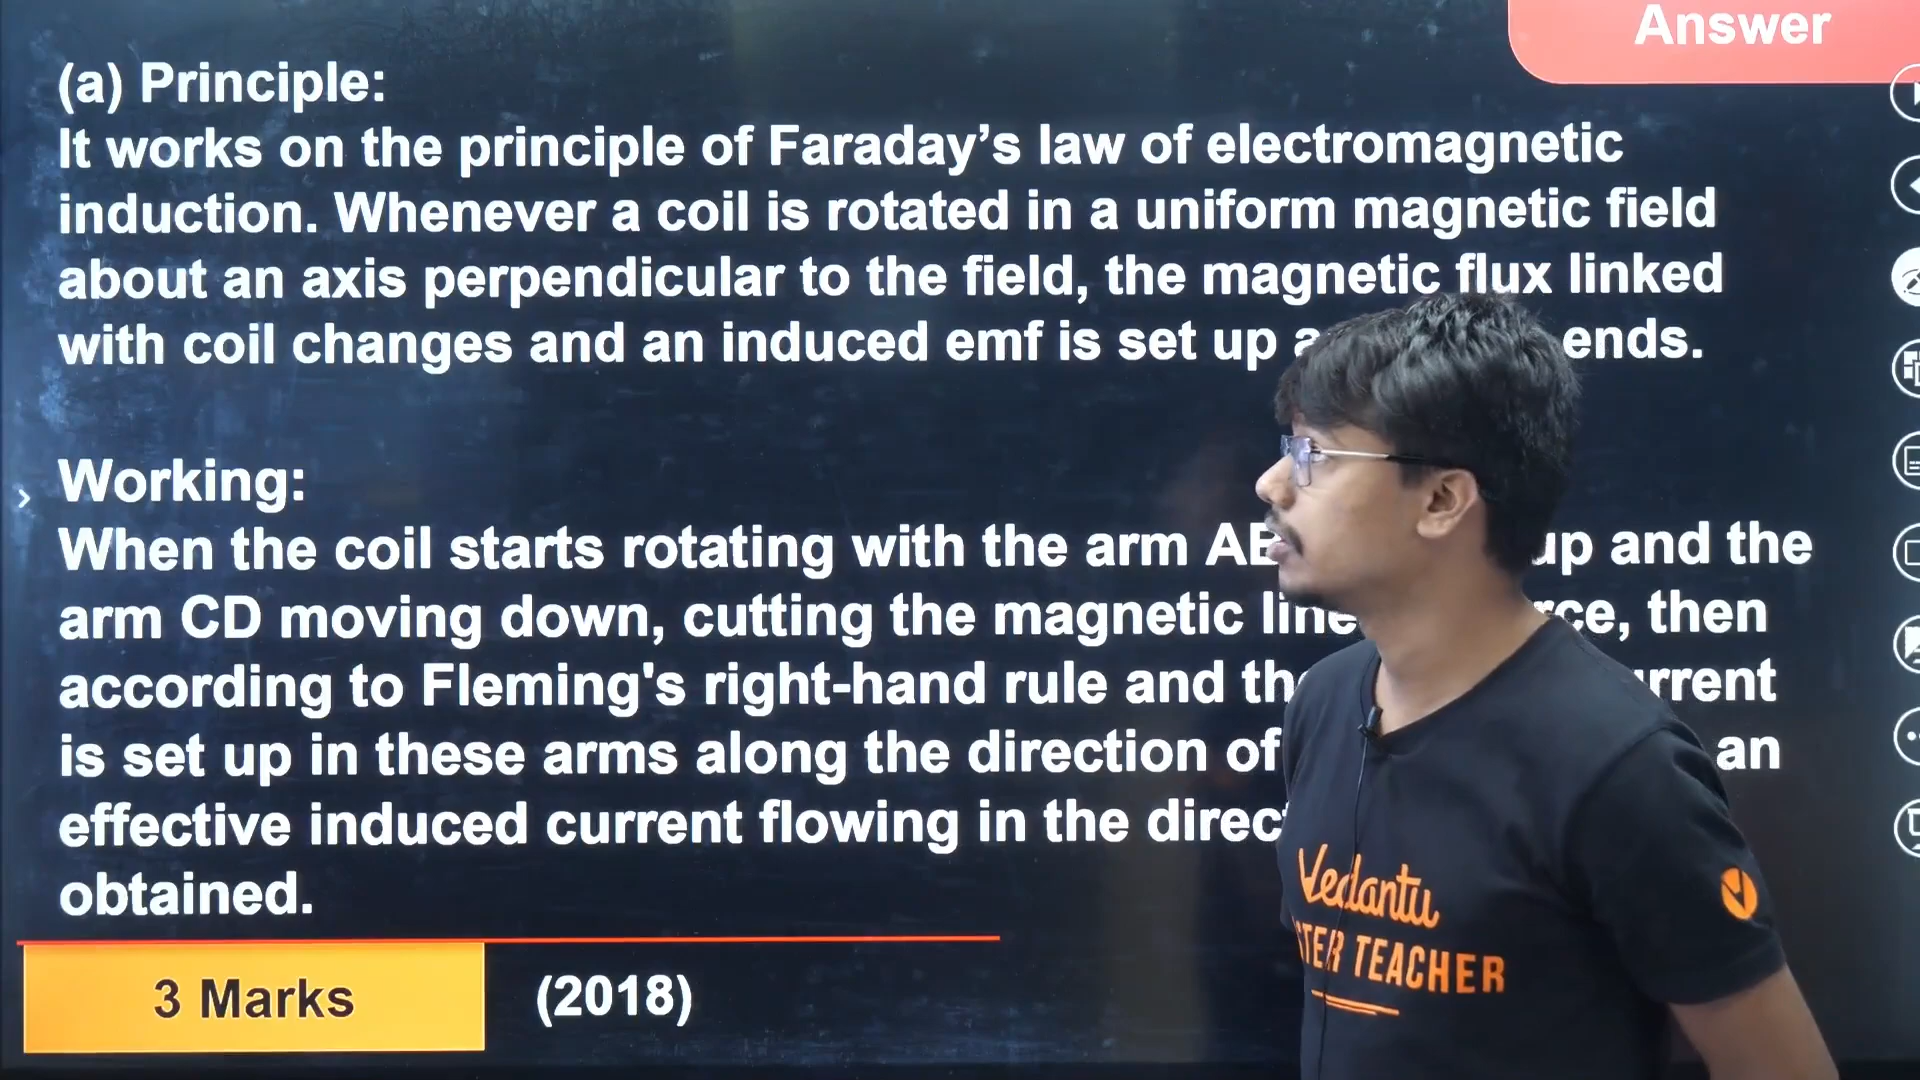 Answer
(a) Principle:
It works on the principle of Faraday’s law of electromagnetic
induction. Whenever a coil is rotated in a uniform magnetic field
about an axis perpendicular to the field, the magnetic flux linked
with coil changes and an induced emf is set up ends.
Working:
When the coil starts rotating with the arm up and the
arm CD moving down, cutting the magnetic then
according to Fleming's right-hand rule and
is set up in these arms along the direction of an
effective induced current flowing in the
obtained.
3 Marks
(2018)
Vedantu
TEACHER